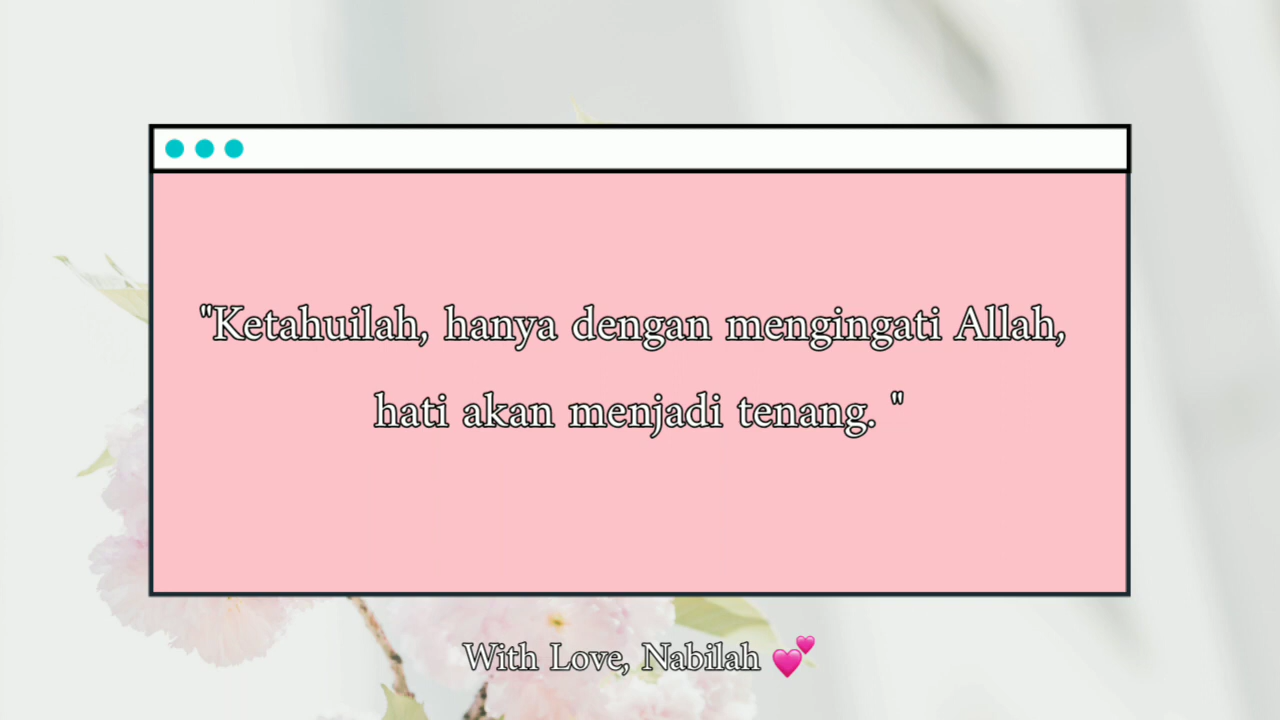 "Ketahuilah, hanya dengan mengingati Allah,
hati akan menjadi tenang. "
With Love, Nabilah 💕